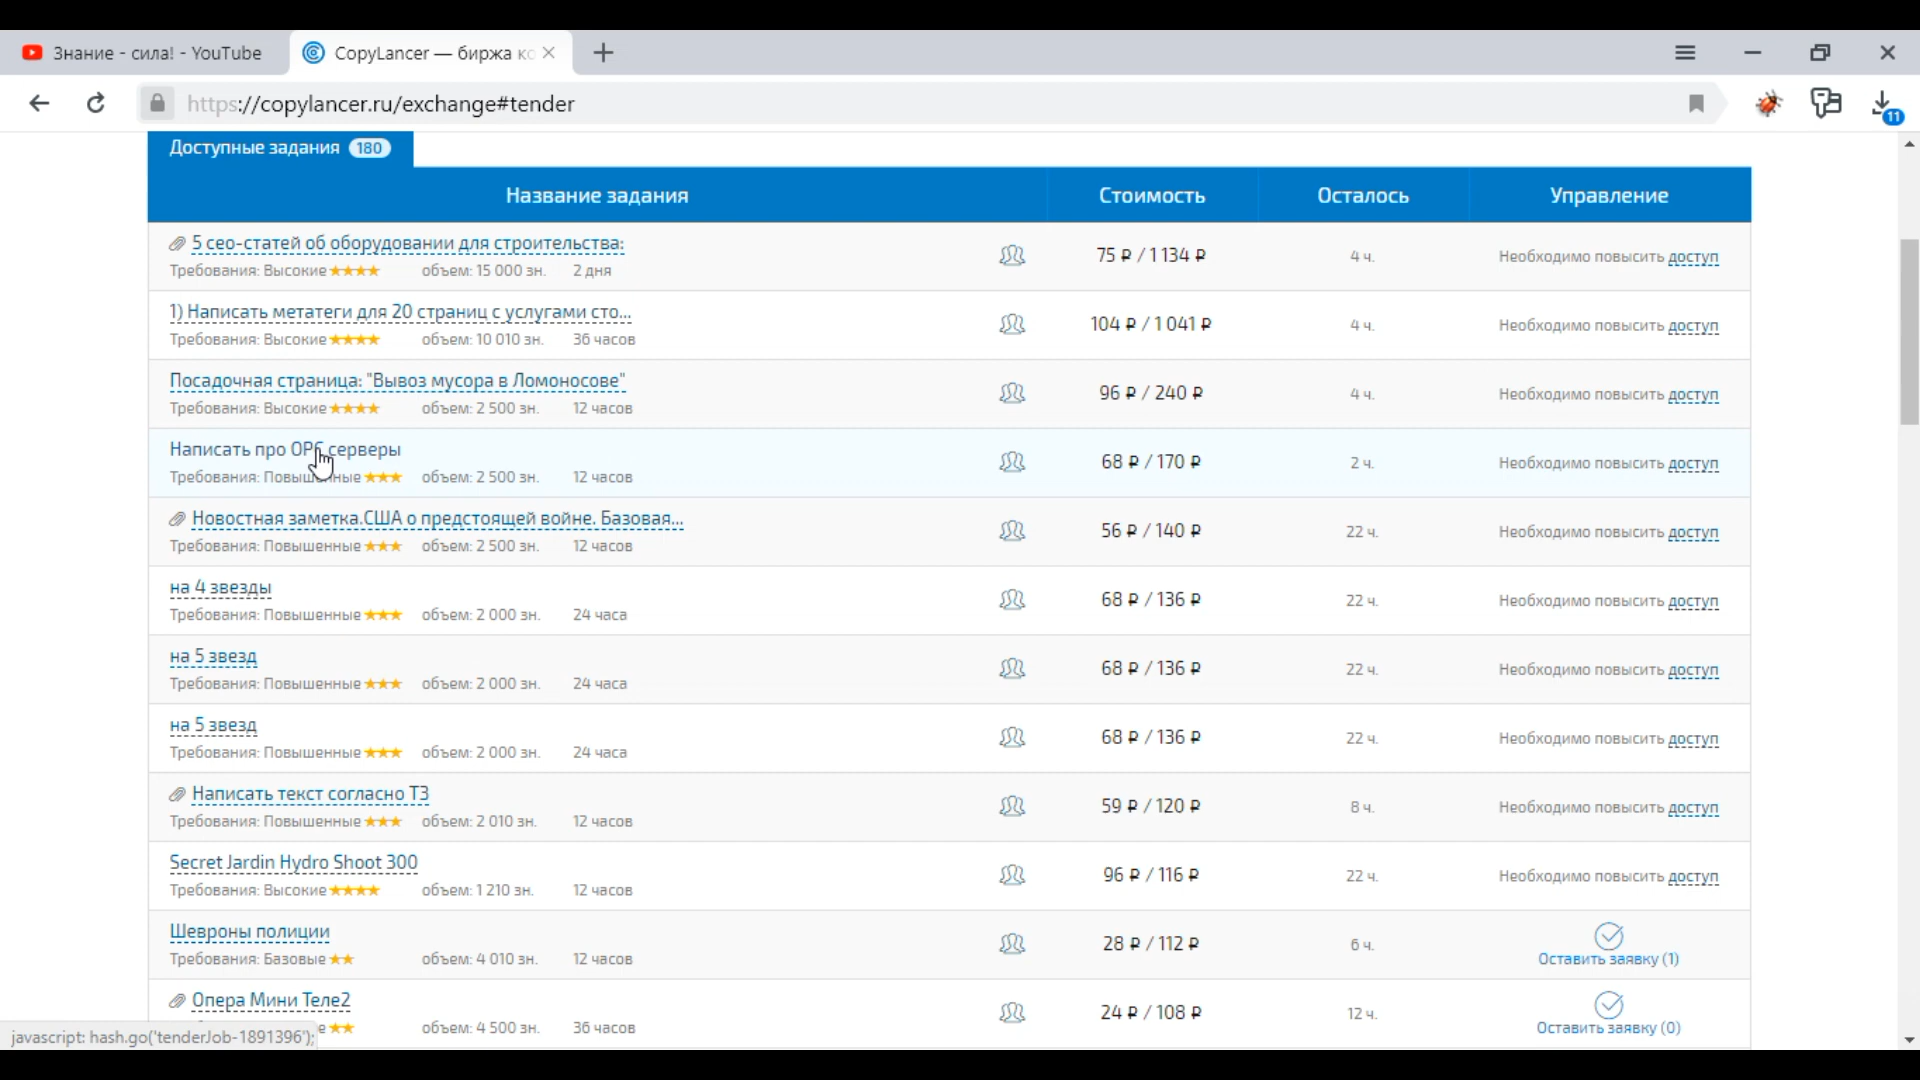 Знание - сила! - YouTube
CopyLancer — биржа ко
https://copylancer.ru/exchange#tender
11
Доступные задания 180
Название задания Стоимость Осталось Управление
5 сео-статей об оборудовании для строительства:
75 ₽ / 1 134 ₽ 4 ч. Необходимо повысить доступ
Требования: Высокие ★★★★ объем: 15 000 зн. 2 дня
1) Написать метатеги для 20 страниц с услугами сто...
104 ₽ / 1 041 ₽ 4 ч. Необходимо повысить доступ
Требования: Высокие ★★★★ объем: 10 010 зн. 36 часов
Посадочная страница: "Вывоз мусора в Ломоносове"
96 ₽ / 240 ₽ 4 ч. Необходимо повысить доступ
Требования: Высокие ★★★★ объем: 2 500 зн. 12 часов
Написать про OPC серверы
68 ₽ / 170 ₽ 2 ч. Необходимо повысить доступ
Требования: Повышенные ★★★ объем: 2 500 зн. 12 часов
Новостная заметка.США о предстоящей войне. Базовая...
56 ₽ / 140 ₽ 22 ч. Необходимо повысить доступ
Требования: Повышенные ★★★ объем: 2 500 зн. 12 часов
на 4 звезды
68 ₽ / 136 ₽ 22 ч. Необходимо повысить доступ
Требования: Повышенные ★★★ объем: 2 000 зн. 24 часа
на 5 звезд
68 ₽ / 136 ₽ 22 ч. Необходимо повысить доступ
Требования: Повышенные ★★★ объем: 2 000 зн. 24 часа
на 5 звезд
68 ₽ / 136 ₽ 22 ч. Необходимо повысить доступ
Требования: Повышенные ★★★ объем: 2 000 зн. 24 часа
Написать текст согласно ТЗ
59 ₽ / 120 ₽ 8 ч. Необходимо повысить доступ
Требования: Повышенные ★★★ объем: 2 010 зн. 12 часов
Secret Jardin Hydro Shoot 300
96 ₽ / 116 ₽ 22 ч. Необходимо повысить доступ
Требования: Высокие ★★★★ объем: 1 210 зн. 12 часов
Шевроны полиции
28 ₽ / 112 ₽ 6 ч.
Требования: Базовые ★★ объем: 4 010 зн. 12 часов Оставить заявку (1)
Опера Мини Теле2
24 ₽ / 108 ₽ 12 ч.
е ★★ объем: 4 500 зн. 36 часов Оставить заявку (0)
javascript: hash.go('tenderJob-1891396');